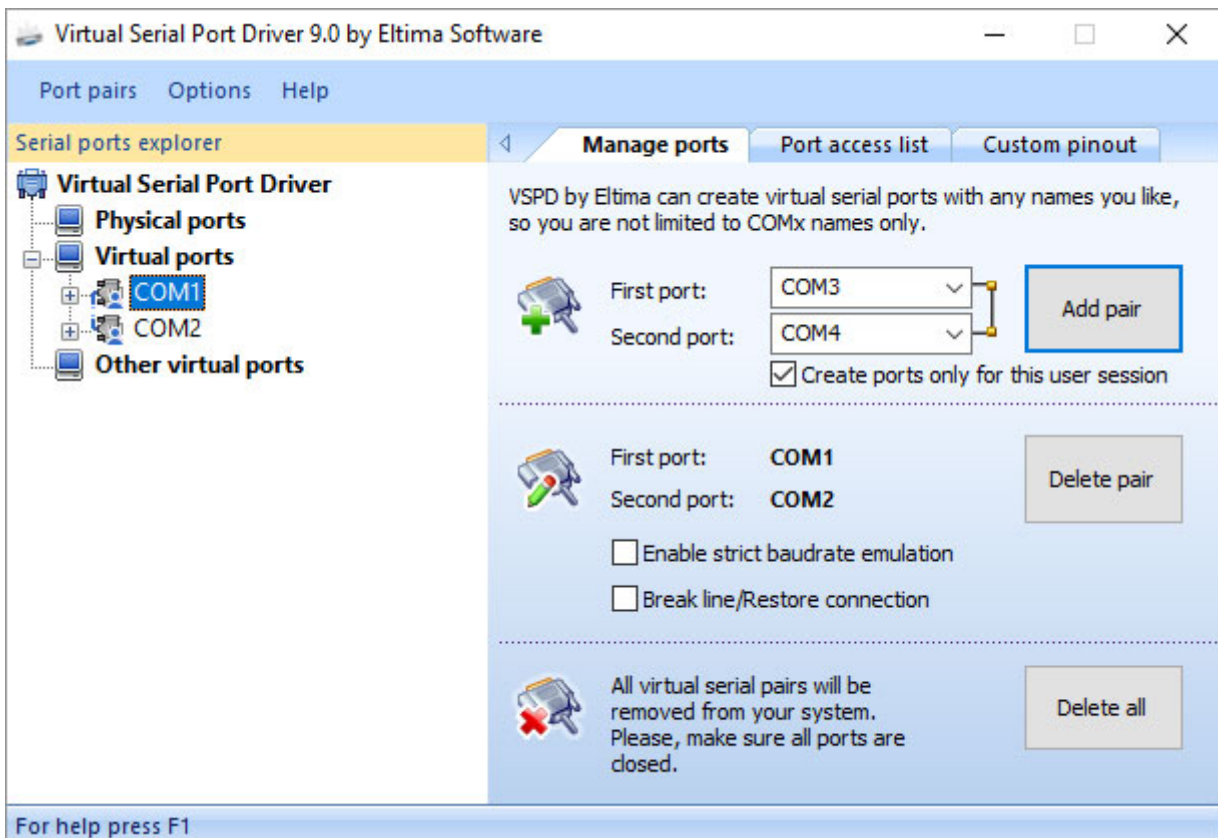 Virtual Serial Port Driver 9.0 by Eltima Software
Port pairs Options Help
Serial ports explorer
Virtual Serial Port Driver
Physical ports
Virtual ports
COM1
COM2
Other virtual ports
Manage ports Port access list Custom pinout
VSPD by Eltima can create virtual serial ports with any names you like,
so you are not limited to COMx names only.
First port: COM3
Second port: COM4
Add pair
Create ports only for this user session
First port: COM1
Second port: COM2
Delete pair
Enable strict baudrate emulation
Break line/Restore connection
All virtual serial pairs will be
removed from your system.
Please, make sure all ports are
closed.
Delete all
For help press F1